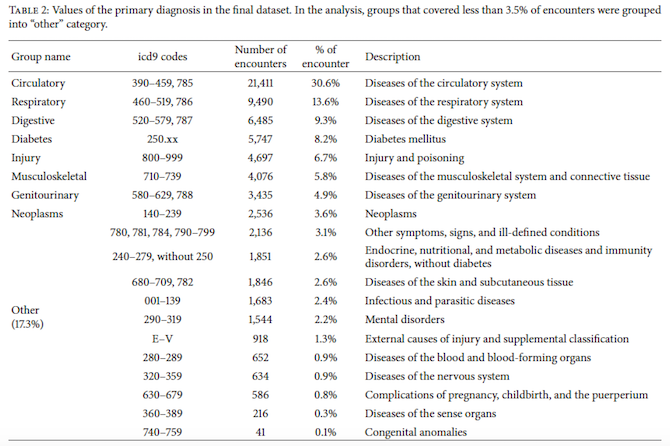 TABLE 2: Values of the primary diagnosis in the final dataset. In the analysis, groups that covered less than 3.5% of encounters were grouped
into “other” category.
Group name icd9 codes Number of encounters % of encounter Description
Circulatory 390–459, 785 21,411 30.6% Diseases of the circulatory system
Respiratory 460–519, 786 9,490 13.6% Diseases of the respiratory system
Digestive 520–579, 787 6,485 9.3% Diseases of the digestive system
Diabetes 250.xx 5,747 8.2% Diabetes mellitus
Injury 800–999 4,697 6.7% Injury and poisoning
Musculoskeletal 710–739 4,076 5.8% Diseases of the musculoskeletal system and connective tissue
Genitourinary 580–629, 788 3,435 4.9% Diseases of the genitourinary system
Neoplasms 140–239 2,536 3.6% Neoplasms
780, 781, 784, 790–799 2,136 3.1% Other symptoms, signs, and ill-defined conditions
240–279, without 250 1,851 2.6% Endocrine, nutritional, and metabolic diseases and immunity
disorders, without diabetes
680–709, 782 1,846 2.6% Diseases of the skin and subcutaneous tissue
Other
(17.3%)
001–139 1,683 2.4% Infectious and parasitic diseases
290–319 1,544 2.2% Mental disorders
E–V 918 1.3% External causes of injury and supplemental classification
280–289 652 0.9% Diseases of the blood and blood-forming organs
320–359 634 0.9% Diseases of the nervous system
630–679 586 0.8% Complications of pregnancy, childbirth, and the puerperium
360–389 216 0.3% Diseases of the sense organs
740–759 41 0.1% Congenital anomalies